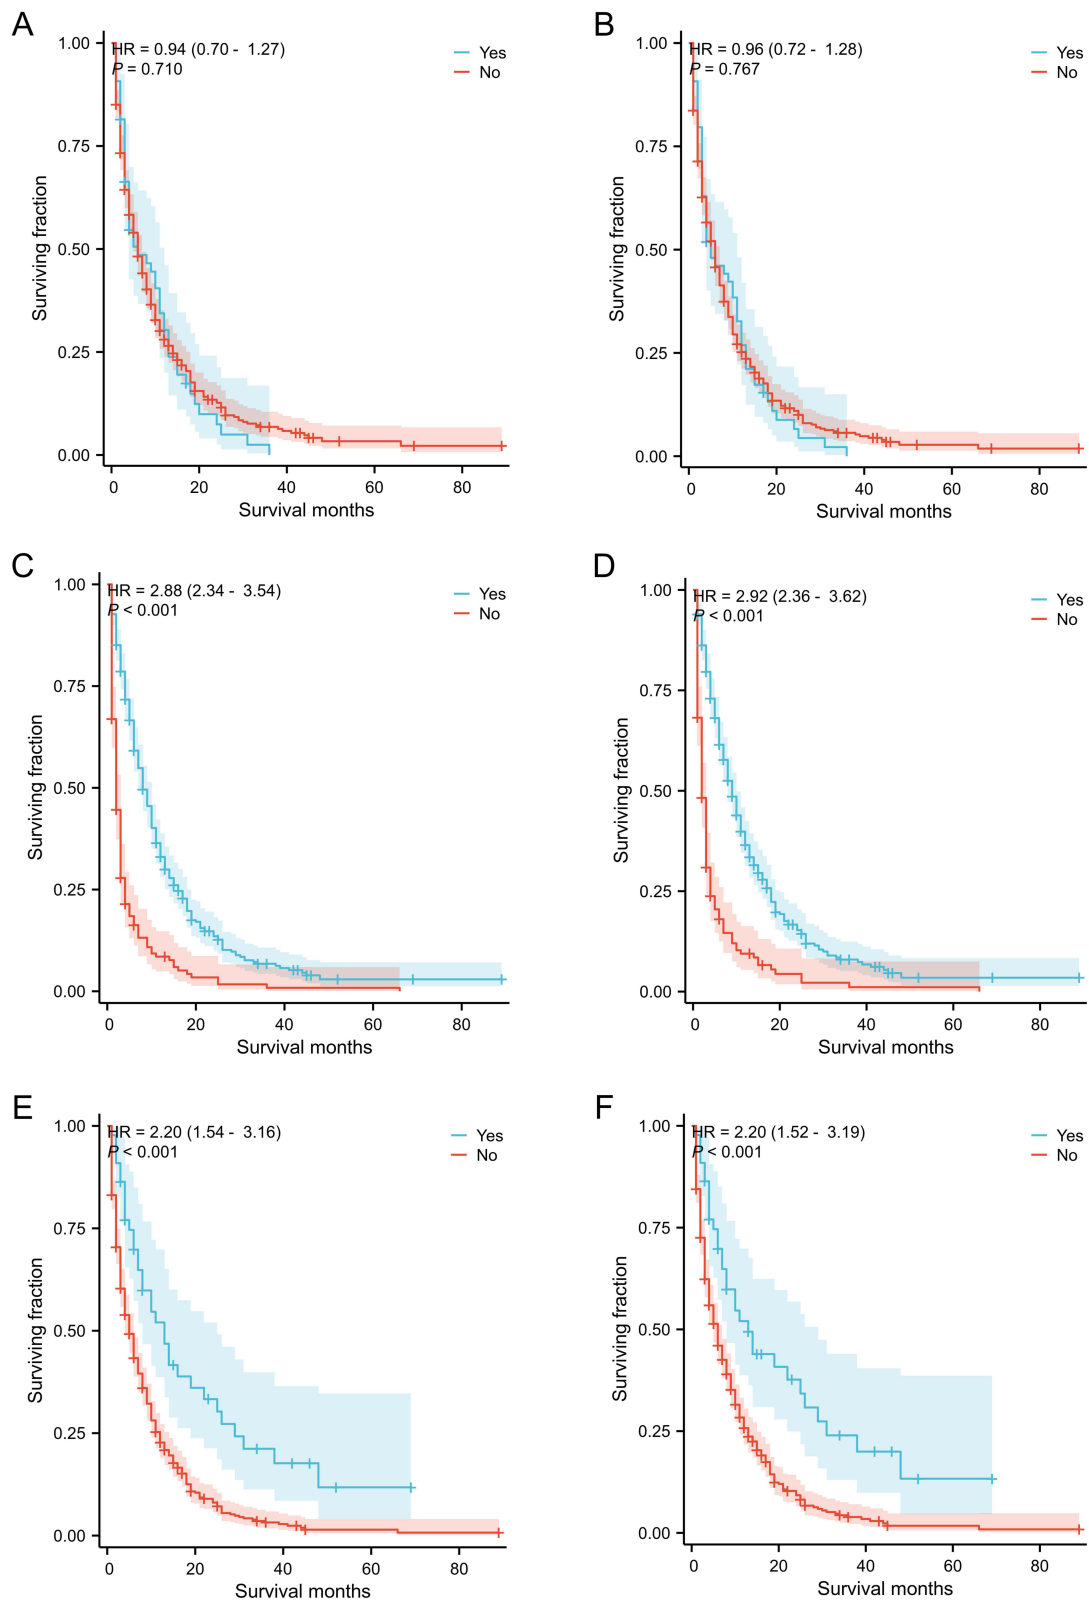 A
HR = 0.94 (0.70 - 1.27)
P = 0.710
Yes
No
1.00
0.75
0.50
0.25
0.00
Surviving fraction
0 20 40 60 80
Survival months
B
HR = 0.96 (0.72 - 1.28)
P = 0.767
Yes
No
1.00
0.75
0.50
0.25
0.00
Surviving fraction
0 20 40 60 80
Survival months
C
HR = 2.88 (2.34 - 3.54)
P < 0.001
Yes
No
1.00
0.75
0.50
0.25
0.00
Surviving fraction
0 20 40 60 80
Survival months
D
HR = 2.92 (2.36 - 3.62)
P < 0.001
Yes
No
1.00
0.75
0.50
0.25
0.00
Surviving fraction
0 20 40 60 80
Survival months
E
HR = 2.20 (1.54 - 3.16)
P < 0.001
Yes
No
1.00
0.75
0.50
0.25
0.00
Surviving fraction
0 20 40 60 80
Survival months
F
HR = 2.20 (1.52 - 3.19)
P < 0.001
Yes
No
1.00
0.75
0.50
0.25
0.00
Surviving fraction
0 20 40 60 80
Survival months